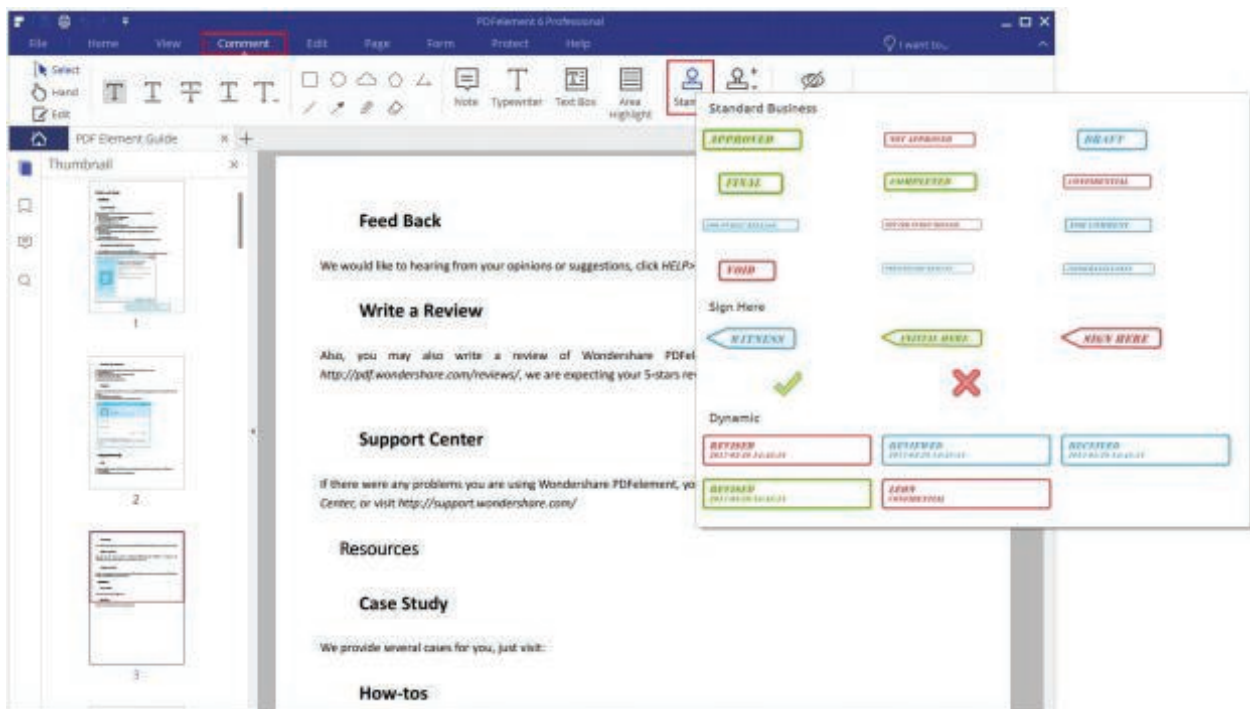 PDFelement 6 Professional
File Home View Comment Edit Page Form Protect Help I want to...
Select
Hand
Edit
Note Typewriter Text Box Area Highlight Stam
PDF Element Guide
Thumbnail
1
2
3
Feed Back
We would like to hearing from your opinions or suggestions, click HELP>
Write a Review
Also, you may also write a review of Wondershare PDFel
http://pdf.wondershare.com/reviews/, we are expecting your 5-stars rev
Support Center
If there were any problems you are using Wondershare PDFelement, yo
Center, or visit http://support.wondershare.com/
Resources
Case Study
We provide several cases for you, just visit:
How-tos
Standard Business
APPROVED NOT APPROVED DRAFT
FINAL COMPLETED CONFIDENTIAL
VOID
Sign Here
WITNESS INITIAL HERE SIGN HERE
Dynamic
REVISED REVIEWED RECEIVED
REVISED
CONFIDENTIAL